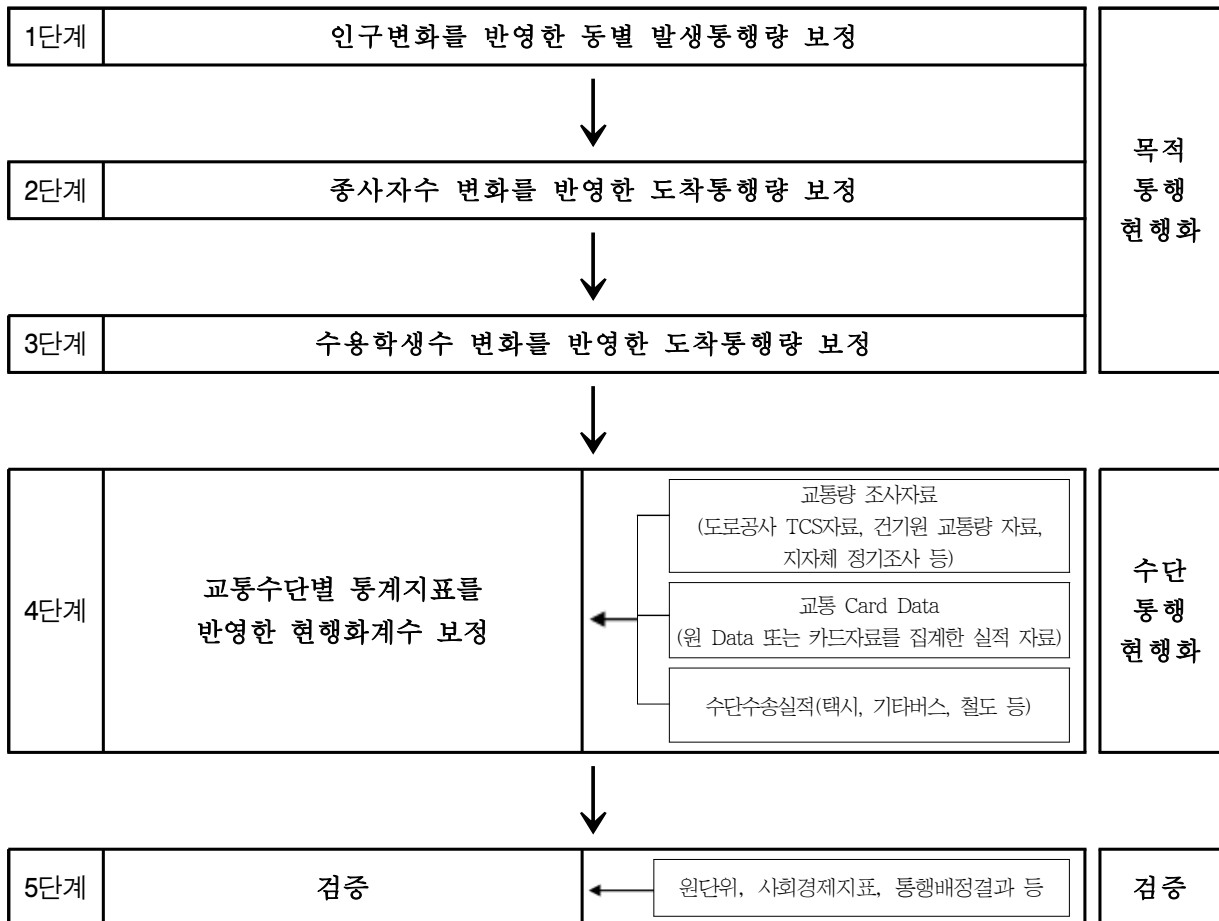 1단계
인구변화를 반영한 동별 발생통행량 보정
2단계
종사자수 변화를 반영한 도착통행량 보정
3단계
수용학생수 변화를 반영한 도착통행량 보정
목적
통행
현행화
4단계
교통수단별 통계지표를
반영한 현행화계수 보정
교통량 조사자료
(도로공사 TCS자료, 건기원 교통량 자료,
지자체 정기조사 등)
교통 Card Data
(원 Data 또는 카드자료를 집계한 실적 자료)
수단수송실적(택시, 기타버스, 철도 등)
수단
통행
현행화
5단계
검증
원단위, 사회경제지표, 통행배정결과 등
검증